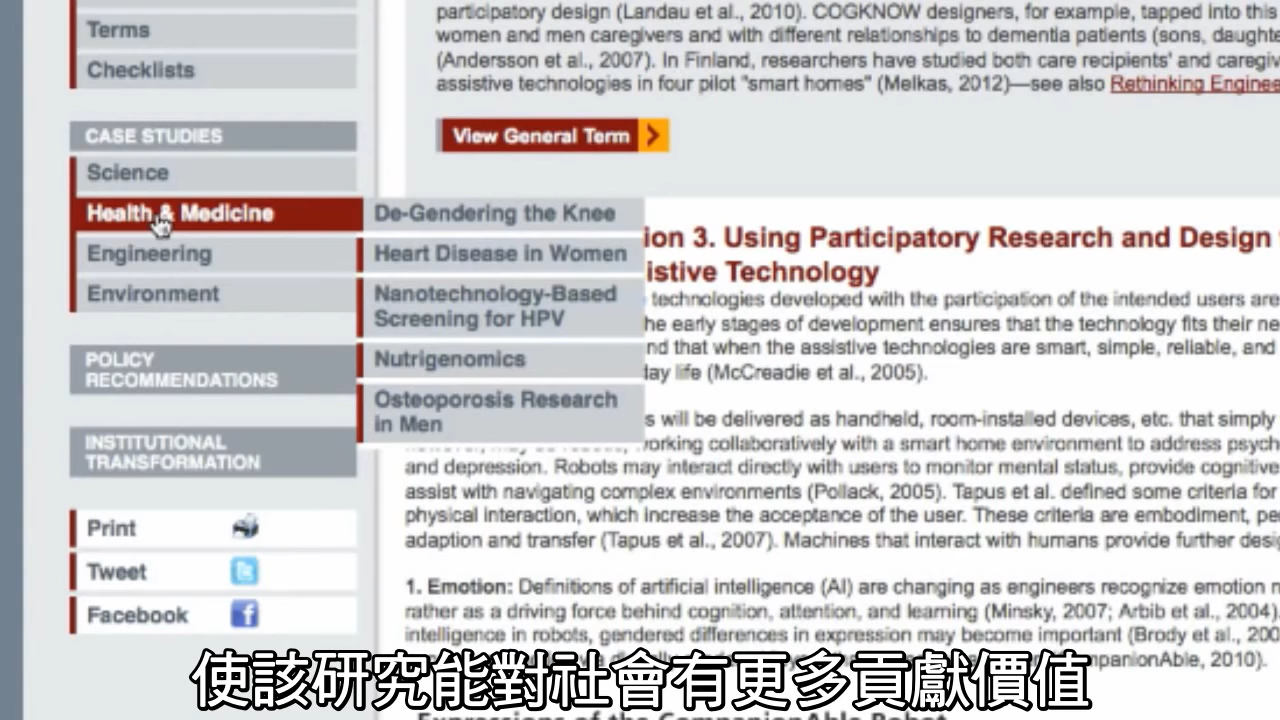 Terms
Checklists
CASE STUDIES
Science
Health & Medicine
Engineering
Environment
De-Gendering the Knee
Heart Disease in Women
Nanotechnology-Based
Screening for HPV
Nutrigenomics
Osteoporosis Research
in Men
POLICY
RECOMMENDATIONS
INSTITUTIONAL
TRANSFORMATION
Print
Tweet
Facebook
participatory design (Landau et al., 2010). COGKNOW designers, for example, tapped into this
women and men caregivers and with different relationships to dementia patients (sons, daughte
(Andersson et al., 2007). In Finland, researchers have studied both care recipients' and caregiv
assistive technologies in four pilot "smart homes" (Melkas, 2012)—see also Rethinking Enginee
View General Term
ion 3. Using Participatory Research and Design
istive Technology
technologies developed with the participation of the intended users are
he early stages of development ensures that the technology fits their ne
nd that when the assistive technologies are smart, simple, reliable, and
day life (McCreadie et al., 2005).
s will be delivered as handheld, room-installed devices, etc. that simply
working collaboratively with a smart home environment to address psych
and depression. Robots may interact directly with users to monitor mental status, provide cognitive
assist with navigating complex environments (Pollack, 2005). Tapus et al. defined some criteria for
physical interaction, which increase the acceptance of the user. These criteria are embodiment, pe
adaption and transfer (Tapus et al., 2007). Machines that interact with humans provide further desig
1. Emotion: Definitions of artificial intelligence (AI) are changing as engineers recognize emotion
rather as a driving force behind cognition, attention, and learning (Minsky, 2007; Arbib et al., 2004).
intelligence in robots, gendered differences in expression may become important (Brody et al., 200
ompanionAble, 2010).
Expressions of the CompanionAble Robot
使該研究能對社會有更多貢獻價值